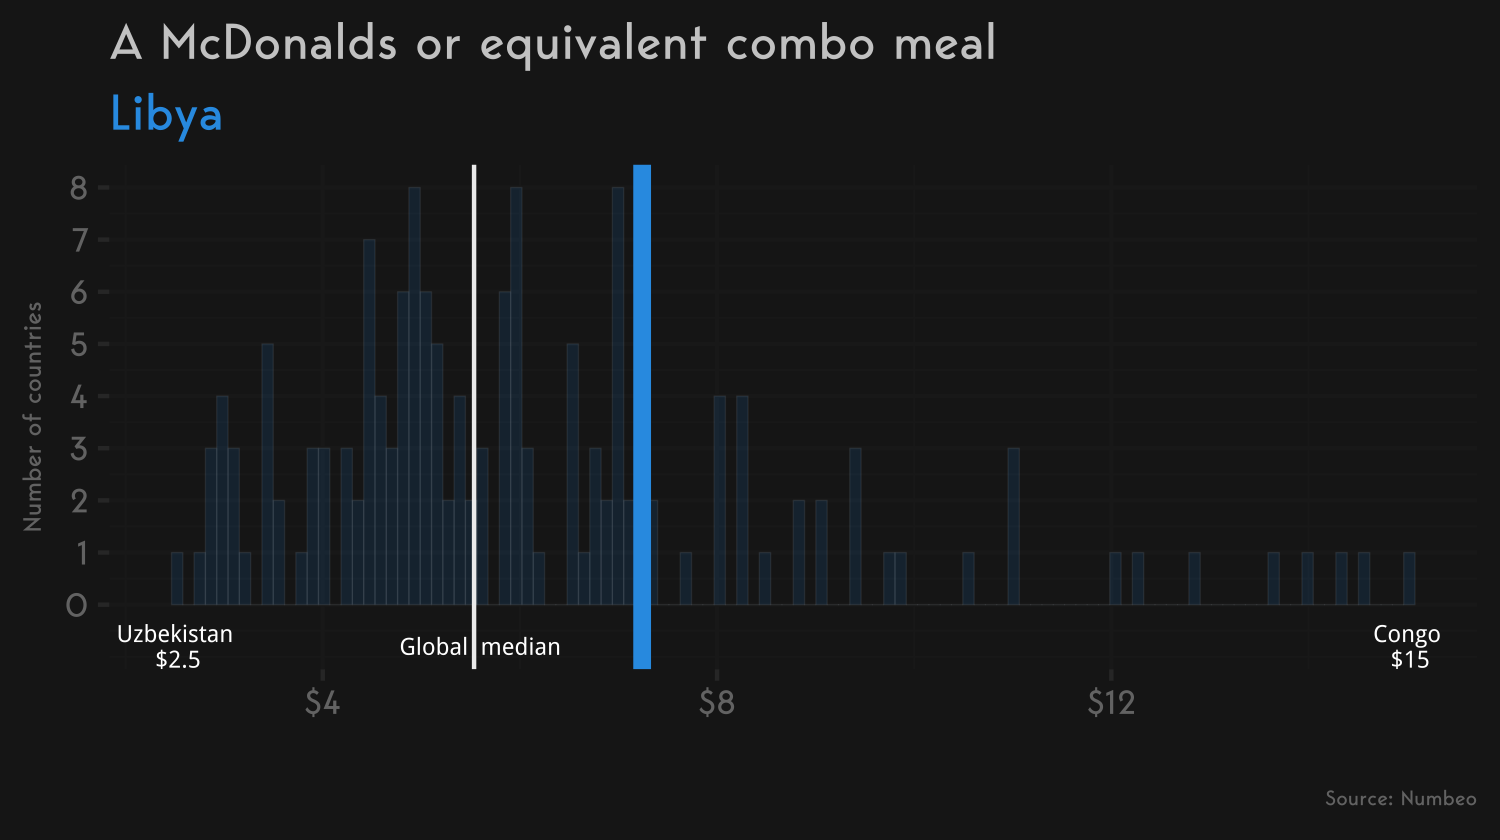 A McDonalds or equivalent combo meal
Libya
Number of countries
8
7
6
5
4
3
2
1
0
Uzbekistan
$2.5
Global median
Congo
$15
$4 $8 $12
Source: Numbeo